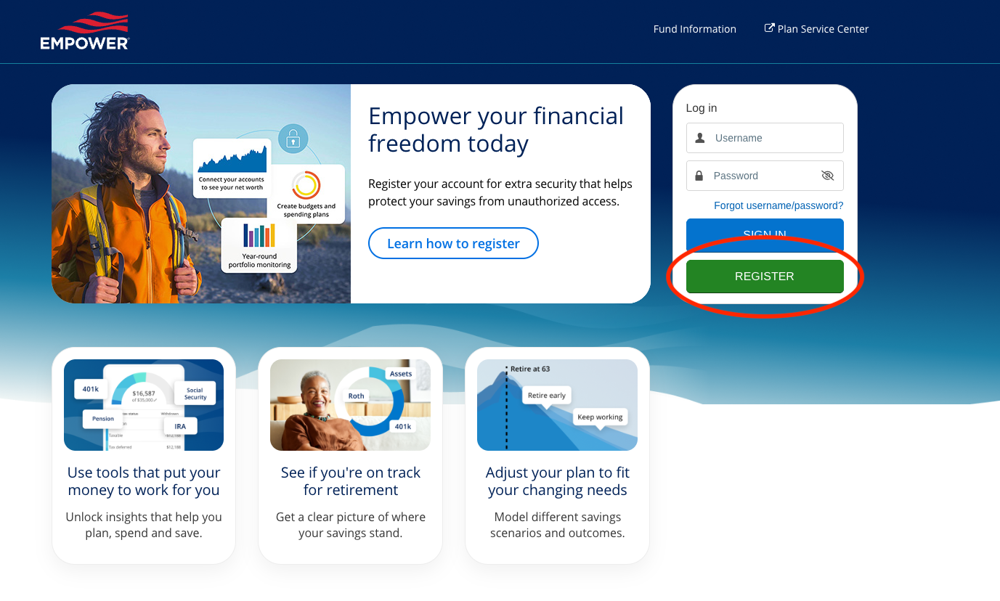 EMPOWER
Fund Information
Plan Service Center
Connect your accounts
to see your net worth
Create budgets and
spending plans
Year-round
portfolio monitoring
Empower your financial
freedom today
Register your account for extra security that helps
protect your savings from unauthorized access.
Learn how to register
Log in
Username
Password
Forgot username/password?
SIGN IN
REGISTER
401k
$16,587
of $35,000
Social
Security
Pension
tax status Withdrawn
IRA
Taxable -$12,188
Tax deferred $12,188
Use tools that put your
money to work for you
Unlock insights that help you
plan, spend and save.
Assets
Roth
401k
See if you're on track
for retirement
Get a clear picture of where
your savings stand.
Retire at 63
Retire early
Keep working
Adjust your plan to fit
your changing needs
Model different savings
scenarios and outcomes.